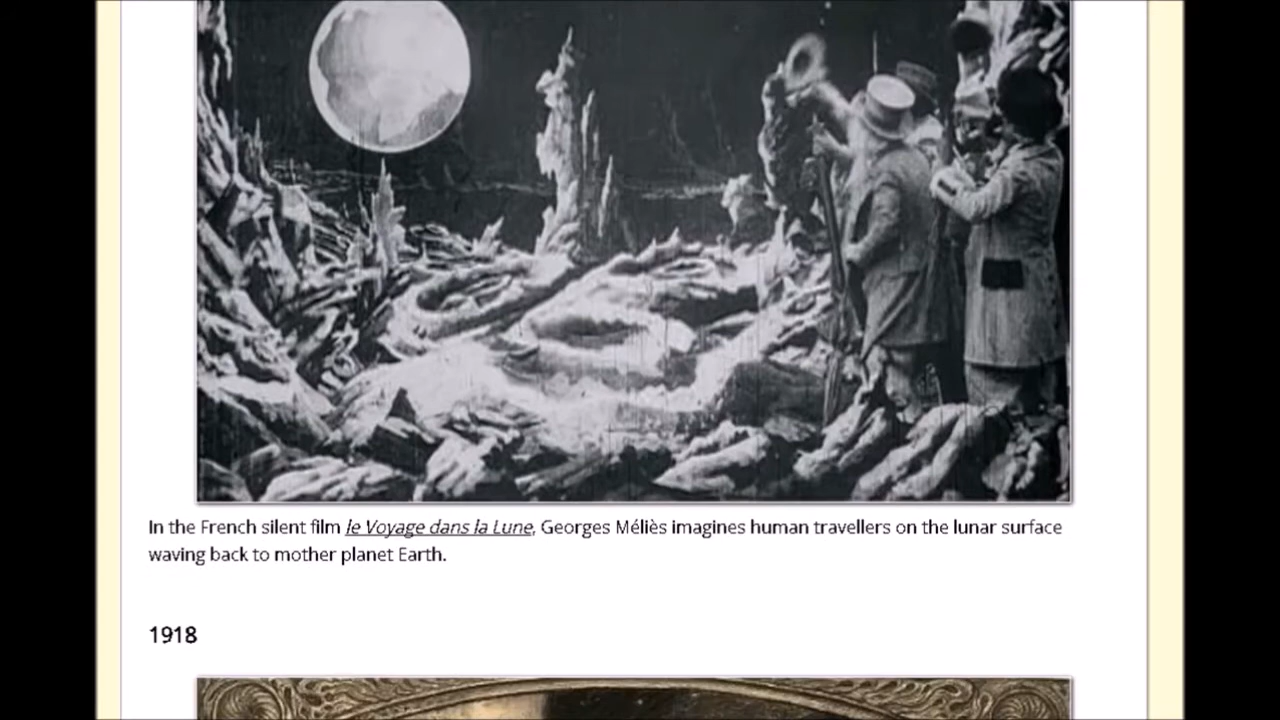 In the French silent film le Voyage dans la Lune, Georges Méliès imagines human travellers on the lunar surface
waving back to mother planet Earth.
1918